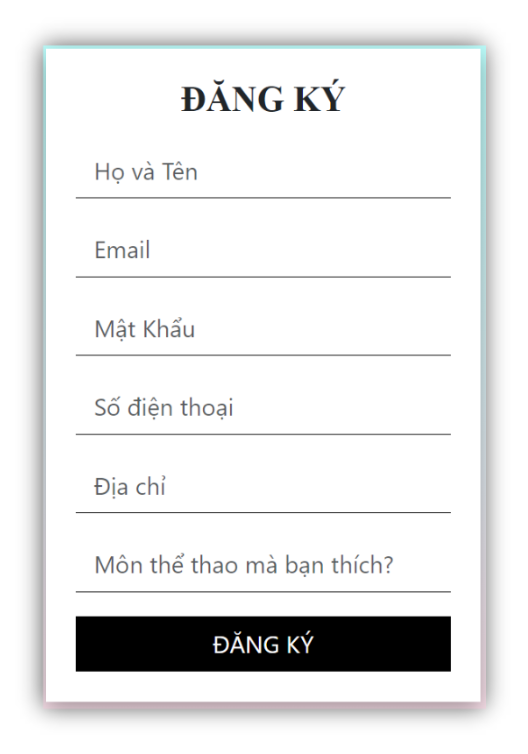 ĐĂNG KÝ
Họ và Tên
Email
Mật Khẩu
Số điện thoại
Địa chỉ
Môn thể thao mà bạn thích?
ĐĂNG KÝ